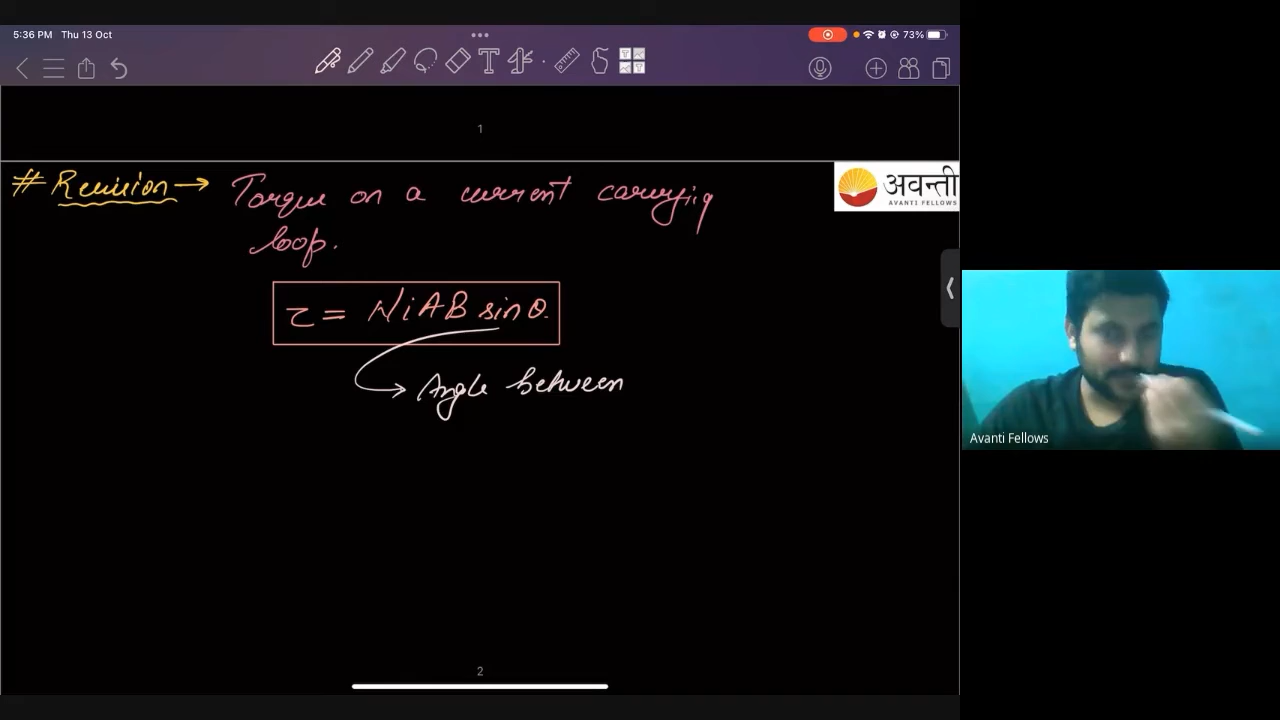 5:36 PM Thu 13 Oct
73%
1
# Revision → Torque on a current carrying
loop.
अवन्ती
AVANTI FELLOWS
τ = NiAB sin θ.
→ Angle between
Avanti Fellows
2